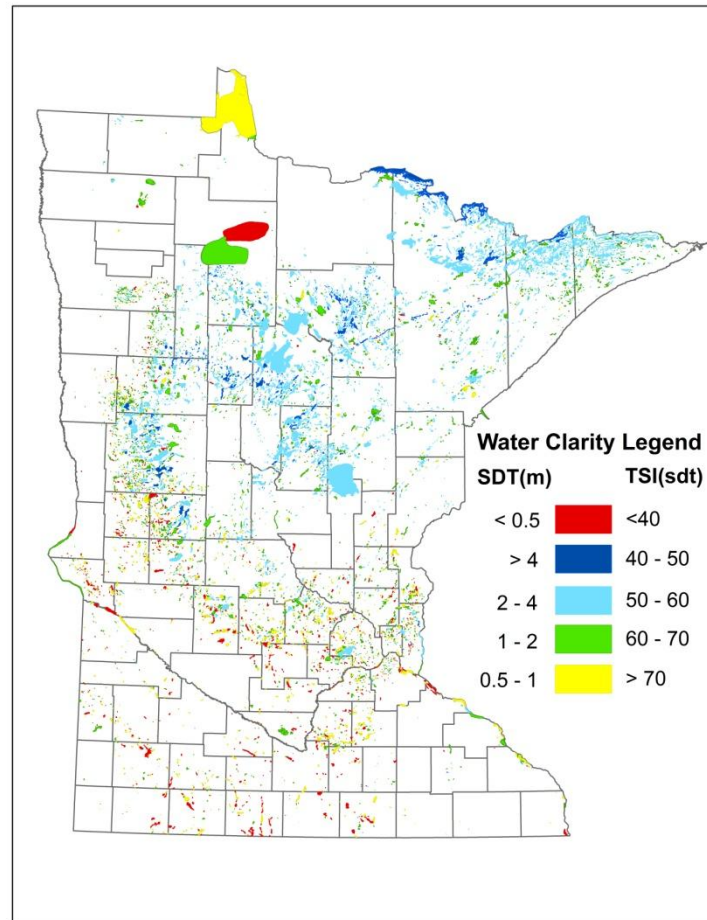 Water Clarity Legend
SDT(m) TSI(sdt)
< 0.5 <40
> 4 40 - 50
2 - 4 50 - 60
1 - 2 60 - 70
0.5 - 1 > 70